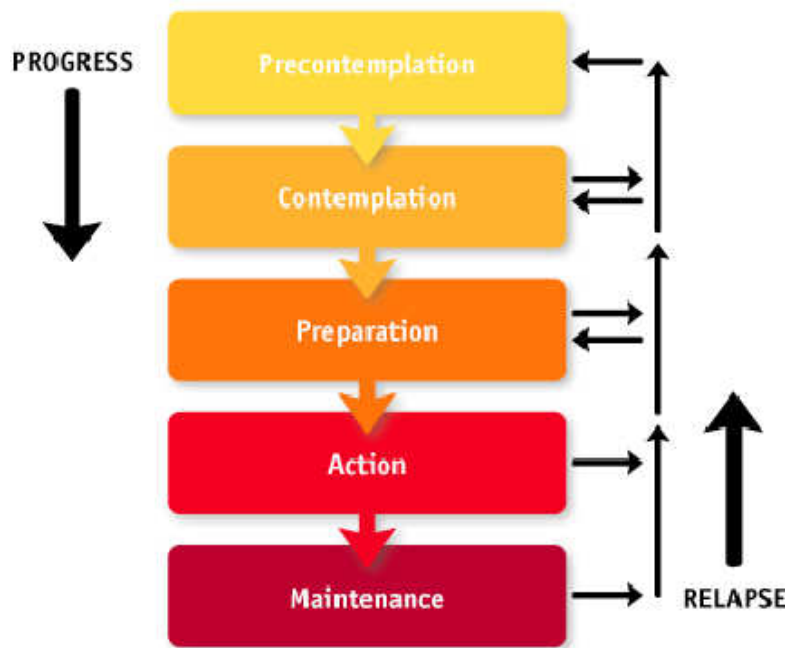 PROGRESS
Precontemplation
Contemplation
Preparation
Action
Maintenance
RELAPSE